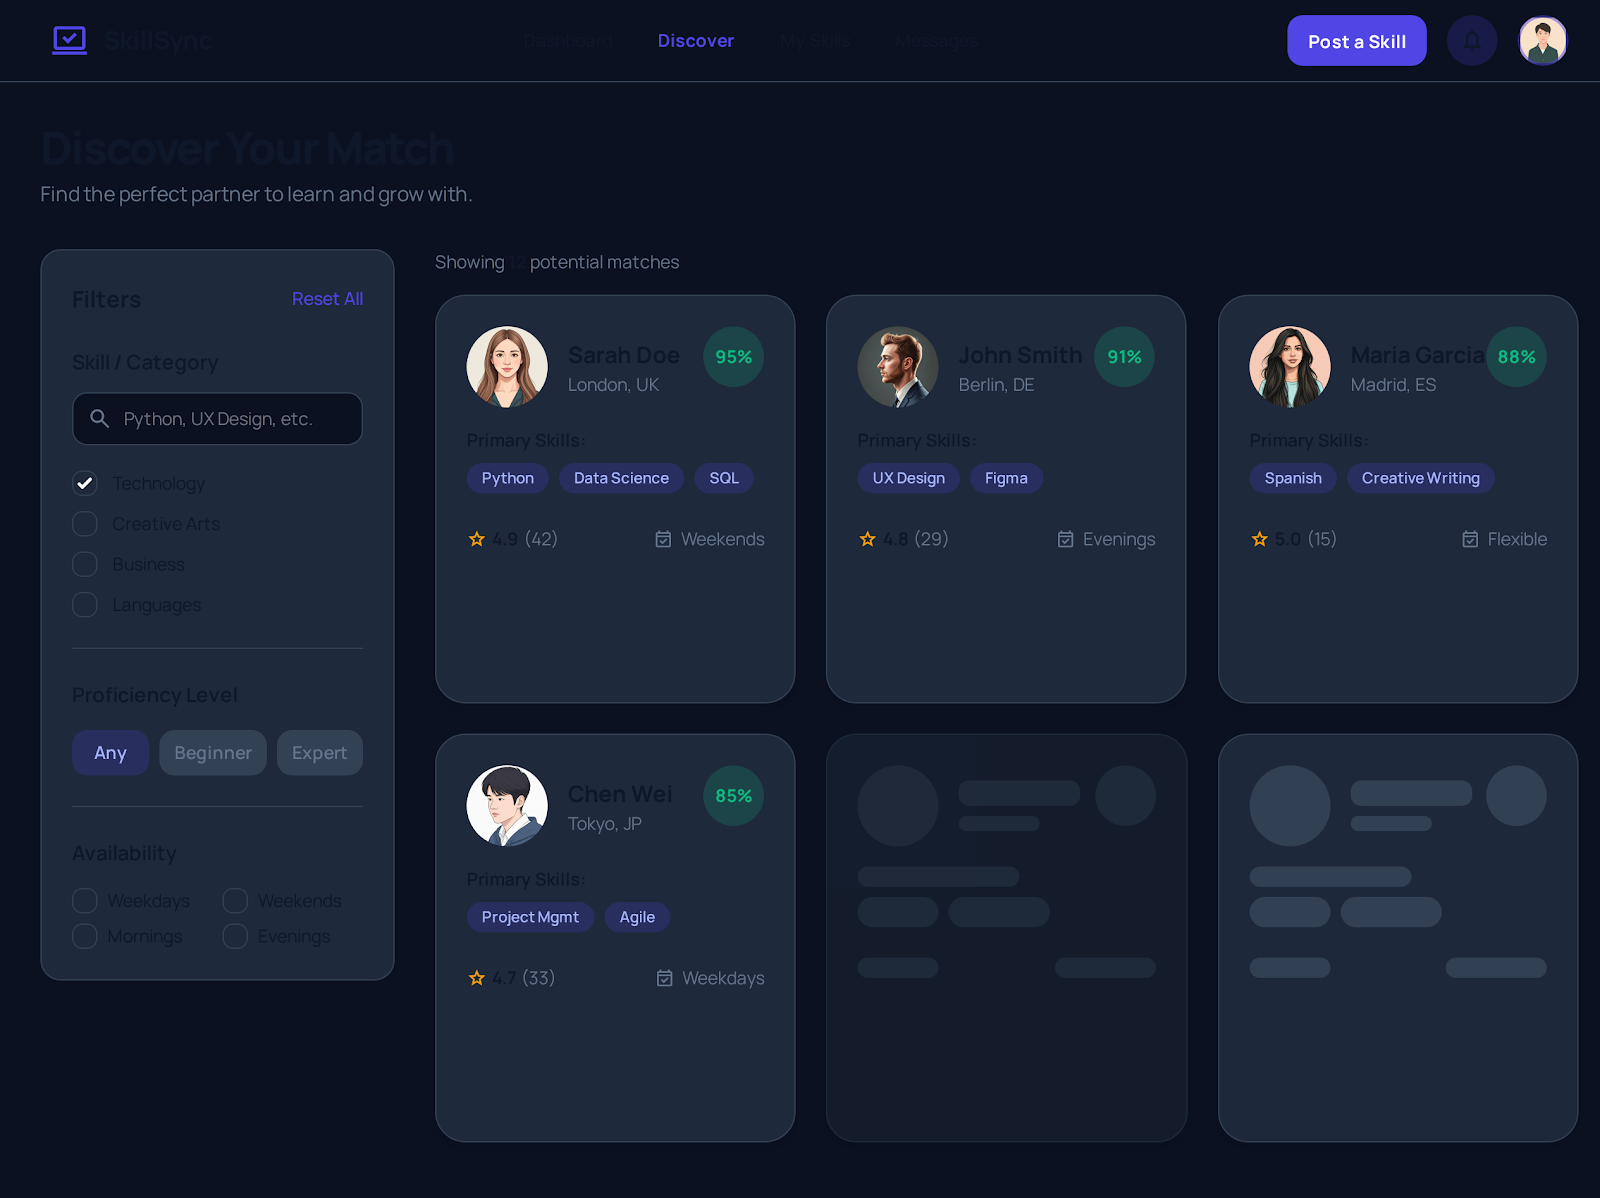 SkillSync
Dashboard
Discover
My Skills
Messages
Post a Skill
Discover Your Match
Find the perfect partner to learn and grow with.
Filters
Reset All
Skill / Category
Python, UX Design, etc.
Technology
Creative Arts
Business
Languages
Proficiency Level
Any
Beginner
Expert
Availability
Weekdays
Weekends
Mornings
Evenings
Showing 12 potential matches
Sarah Doe
95%
London, UK
Primary Skills:
Python
Data Science
SQL
4.9 (42)
Weekends
John Smith
91%
Berlin, DE
Primary Skills:
UX Design
Figma
4.8 (29)
Evenings
Maria Garcia
88%
Madrid, ES
Primary Skills:
Spanish
Creative Writing
5.0 (15)
Flexible
Chen Wei
85%
Tokyo, JP
Primary Skills:
Project Mgmt
Agile
4.7 (33)
Weekdays